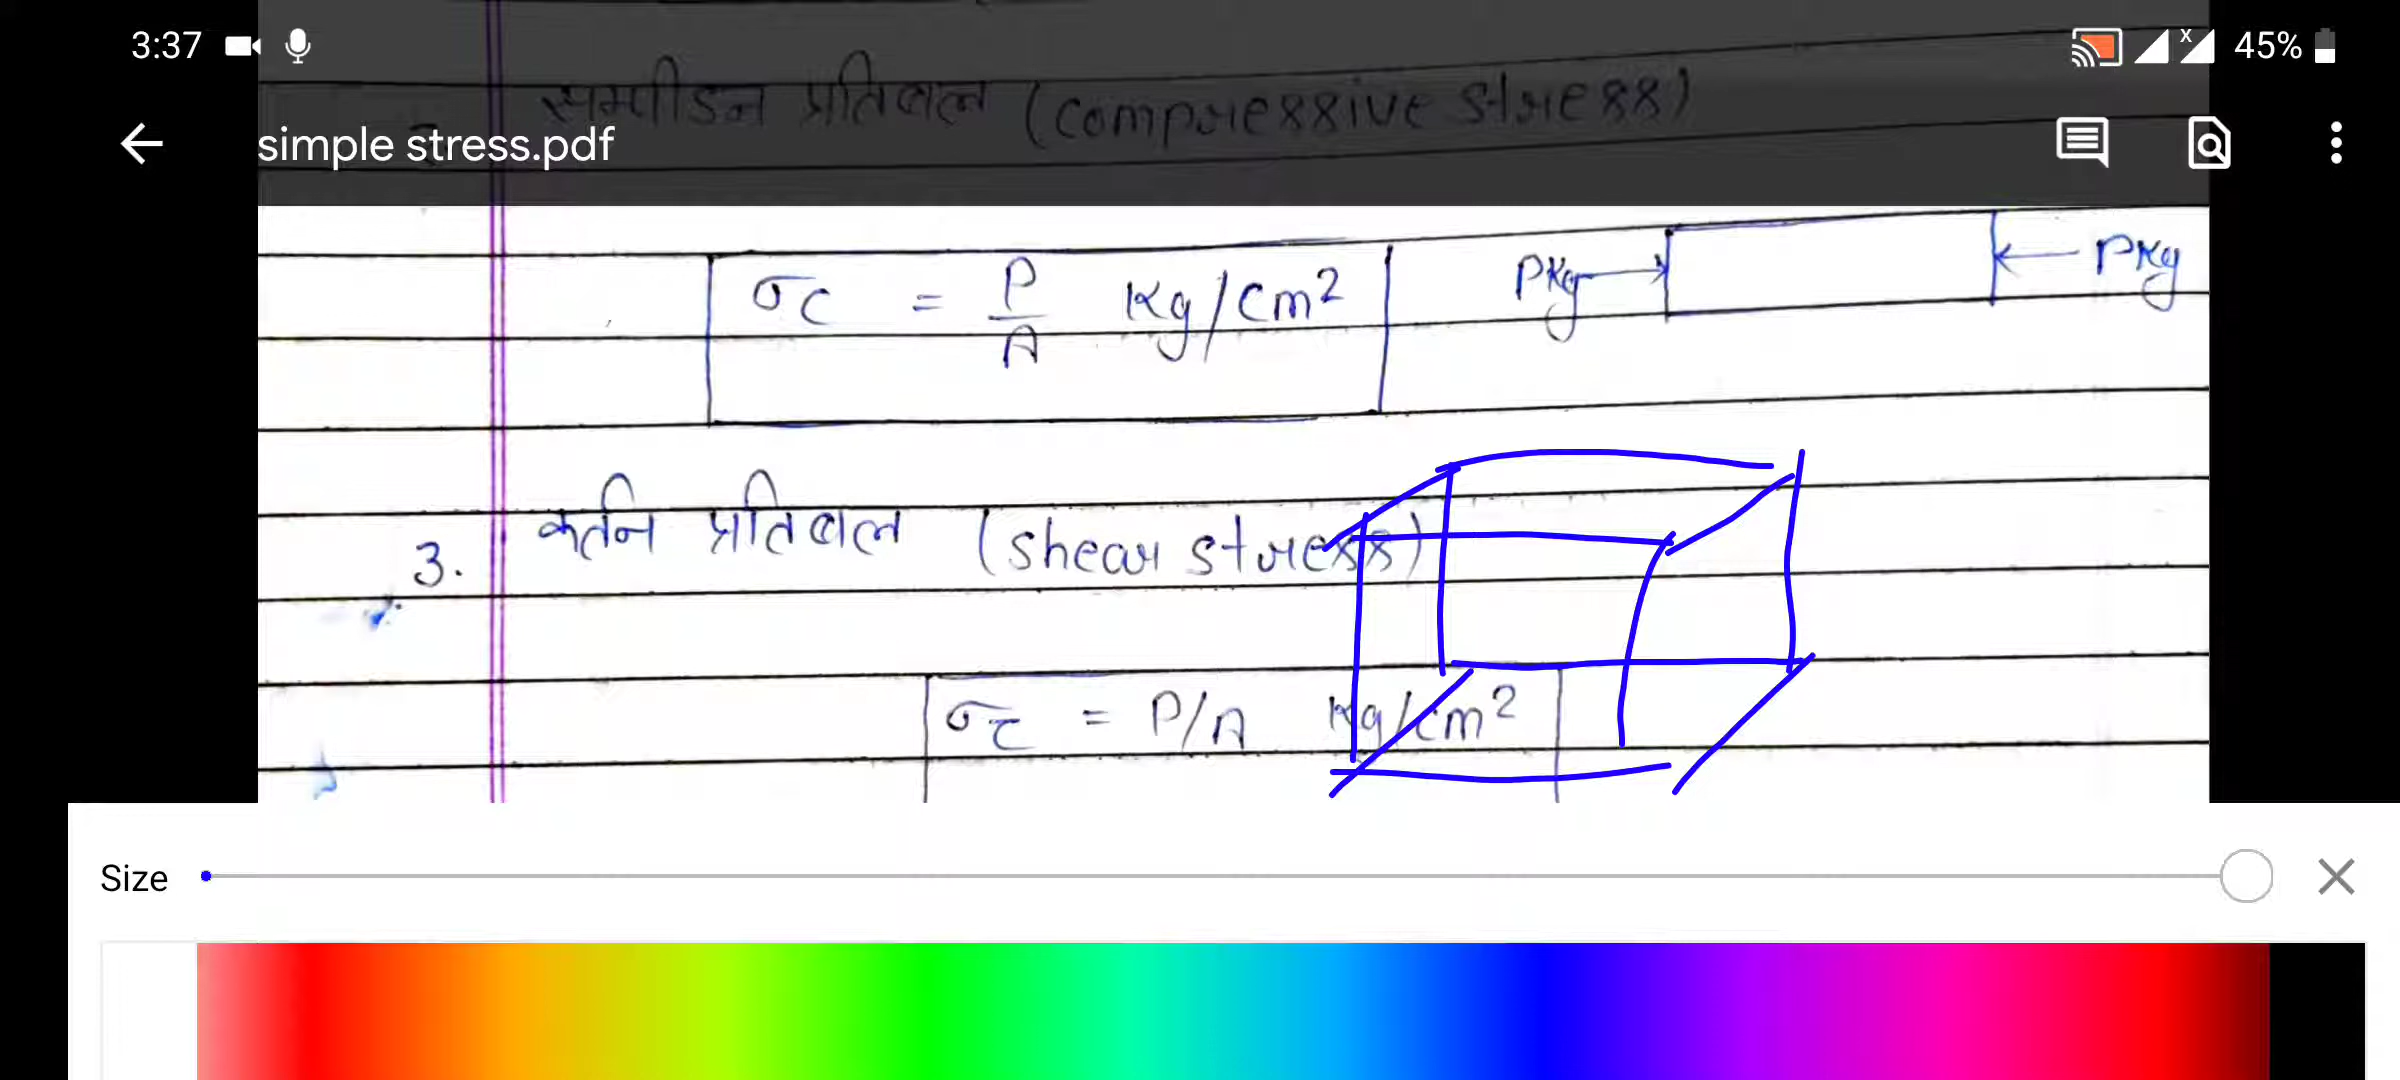 3:37 x 45%
सम्पीडन प्रतिबल (compressive stress)
simple stress.pdf
σc = P/A Kg/cm² PKg PKg
3. कर्तन प्रतिबल (shear stress)
στ = P/A Kg/cm²
Size